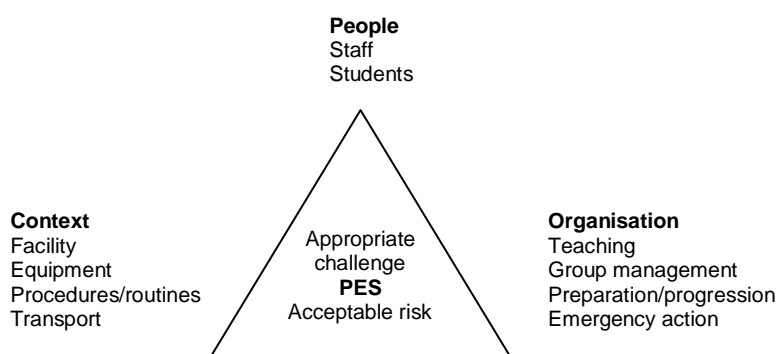 People
Staff
Students
Context
Facility
Equipment
Procedures/routines
Transport
Appropriate
challenge
PES
Acceptable risk
Organisation
Teaching
Group management
Preparation/progression
Emergency action